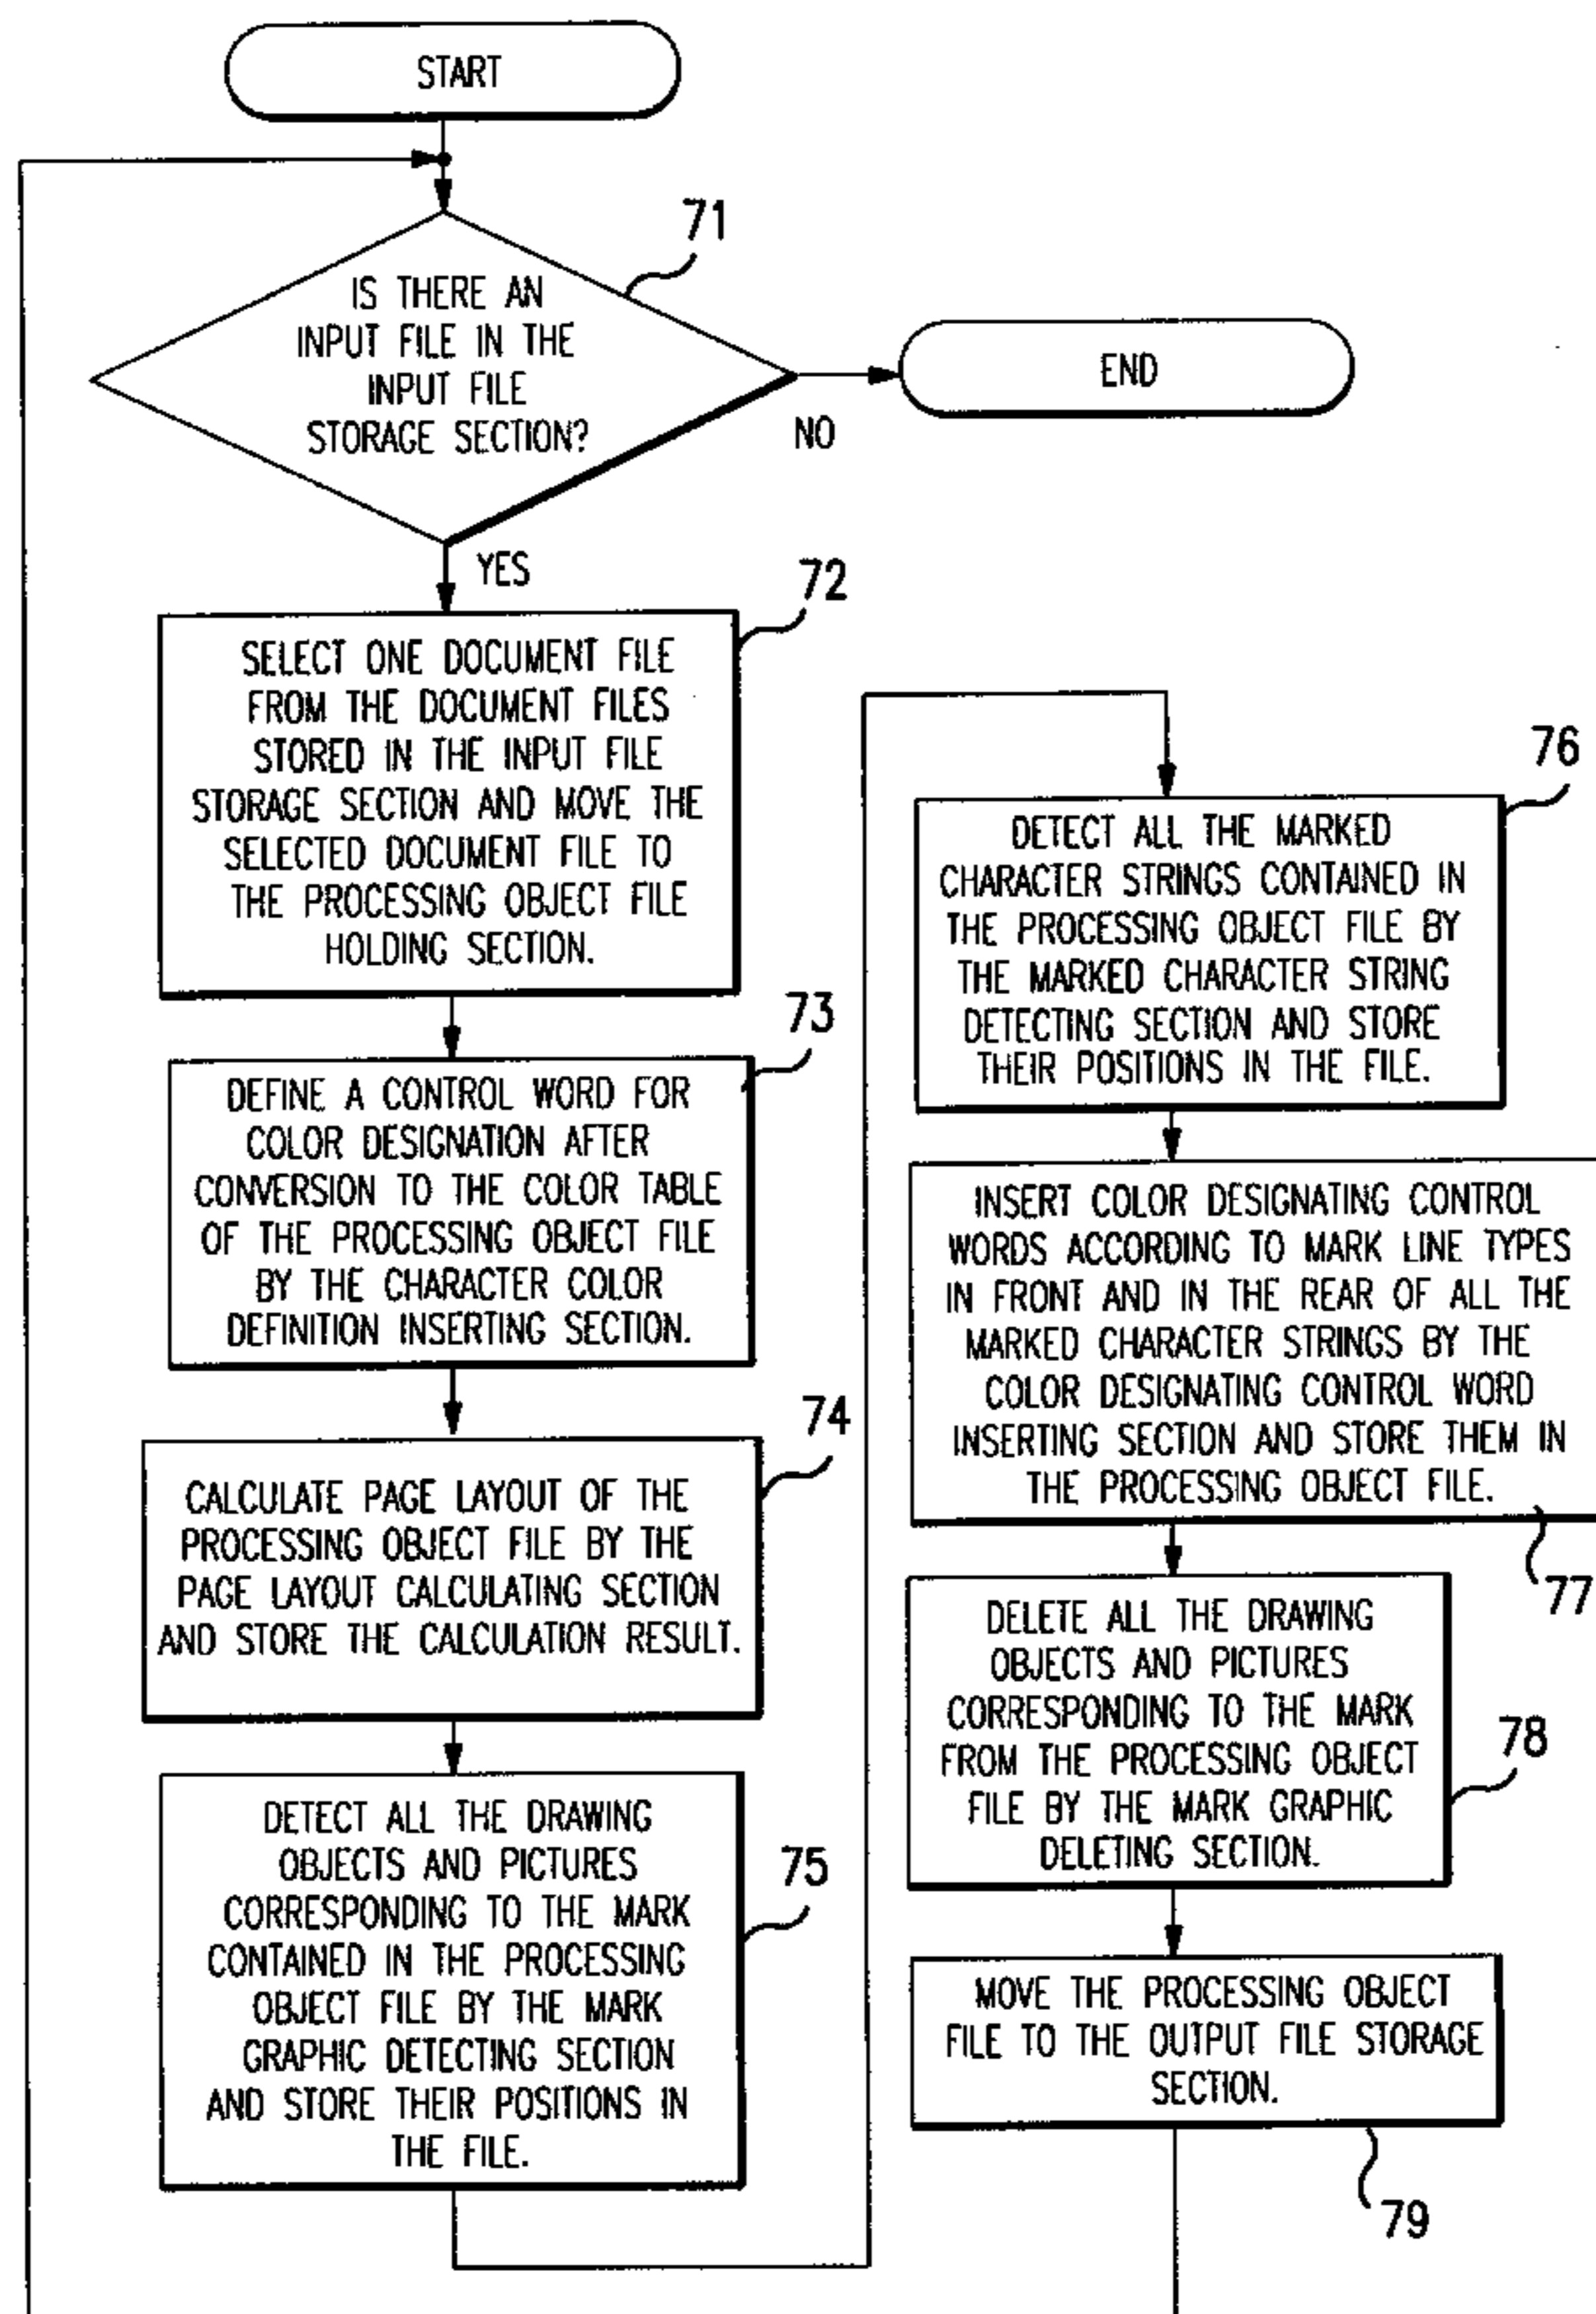 START
71
IS THERE AN
INPUT FILE IN THE
INPUT FILE
STORAGE SECTION?
NO
END
YES
72
SELECT ONE DOCUMENT FILE
FROM THE DOCUMENT FILES
STORED IN THE INPUT FILE
STORAGE SECTION AND MOVE THE
SELECTED DOCUMENT FILE TO
THE PROCESSING OBJECT FILE
HOLDING SECTION.
73
DEFINE A CONTROL WORD FOR
COLOR DESIGNATION AFTER
CONVERSION TO THE COLOR TABLE
OF THE PROCESSING OBJECT FILE
BY THE CHARACTER COLOR
DEFINITION INSERTING SECTION.
74
CALCULATE PAGE LAYOUT OF THE
PROCESSING OBJECT FILE BY THE
PAGE LAYOUT CALCULATING SECTION
AND STORE THE CALCULATION RESULT.
75
DETECT ALL THE DRAWING
OBJECTS AND PICTURES
CORRESPONDING TO THE MARK
CONTAINED IN THE PROCESSING
OBJECT FILE BY THE MARK
GRAPHIC DETECTING SECTION
AND STORE THEIR POSITIONS IN
THE FILE.
76
DETECT ALL THE MARKED
CHARACTER STRINGS CONTAINED IN
THE PROCESSING OBJECT FILE BY
THE MARKED CHARACTER STRING
DETECTING SECTION AND STORE
THEIR POSITIONS IN THE FILE.
INSERT COLOR DESIGNATING CONTROL
WORDS ACCORDING TO MARK LINE TYPES
IN FRONT AND IN THE REAR OF ALL THE
MARKED CHARACTER STRINGS BY THE
COLOR DESIGNATING CONTROL WORD
INSERTING SECTION AND STORE THEM IN
THE PROCESSING OBJECT FILE.
77
DELETE ALL THE DRAWING
OBJECTS AND PICTURES
CORRESPONDING TO THE MARK
FROM THE PROCESSING OBJECT
FILE BY THE MARK GRAPHIC
DELETING SECTION.
78
MOVE THE PROCESSING OBJECT
FILE TO THE OUTPUT FILE STORAGE
SECTION.
79